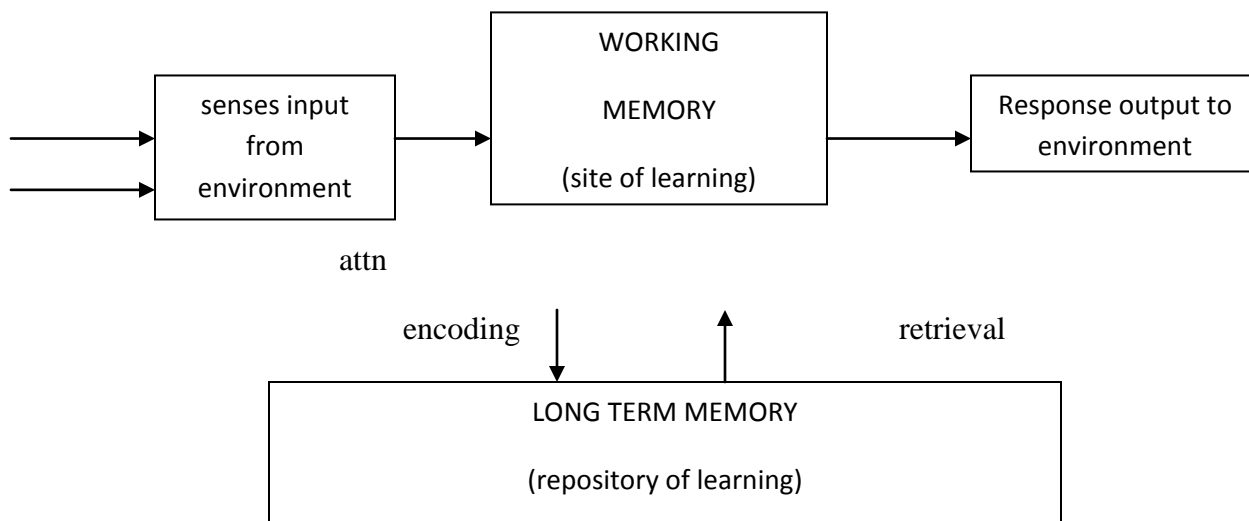 WORKING
MEMORY
(site of learning)
senses input
from
environment
Response output to
environment
attn
encoding
retrieval
LONG TERM MEMORY
(repository of learning)